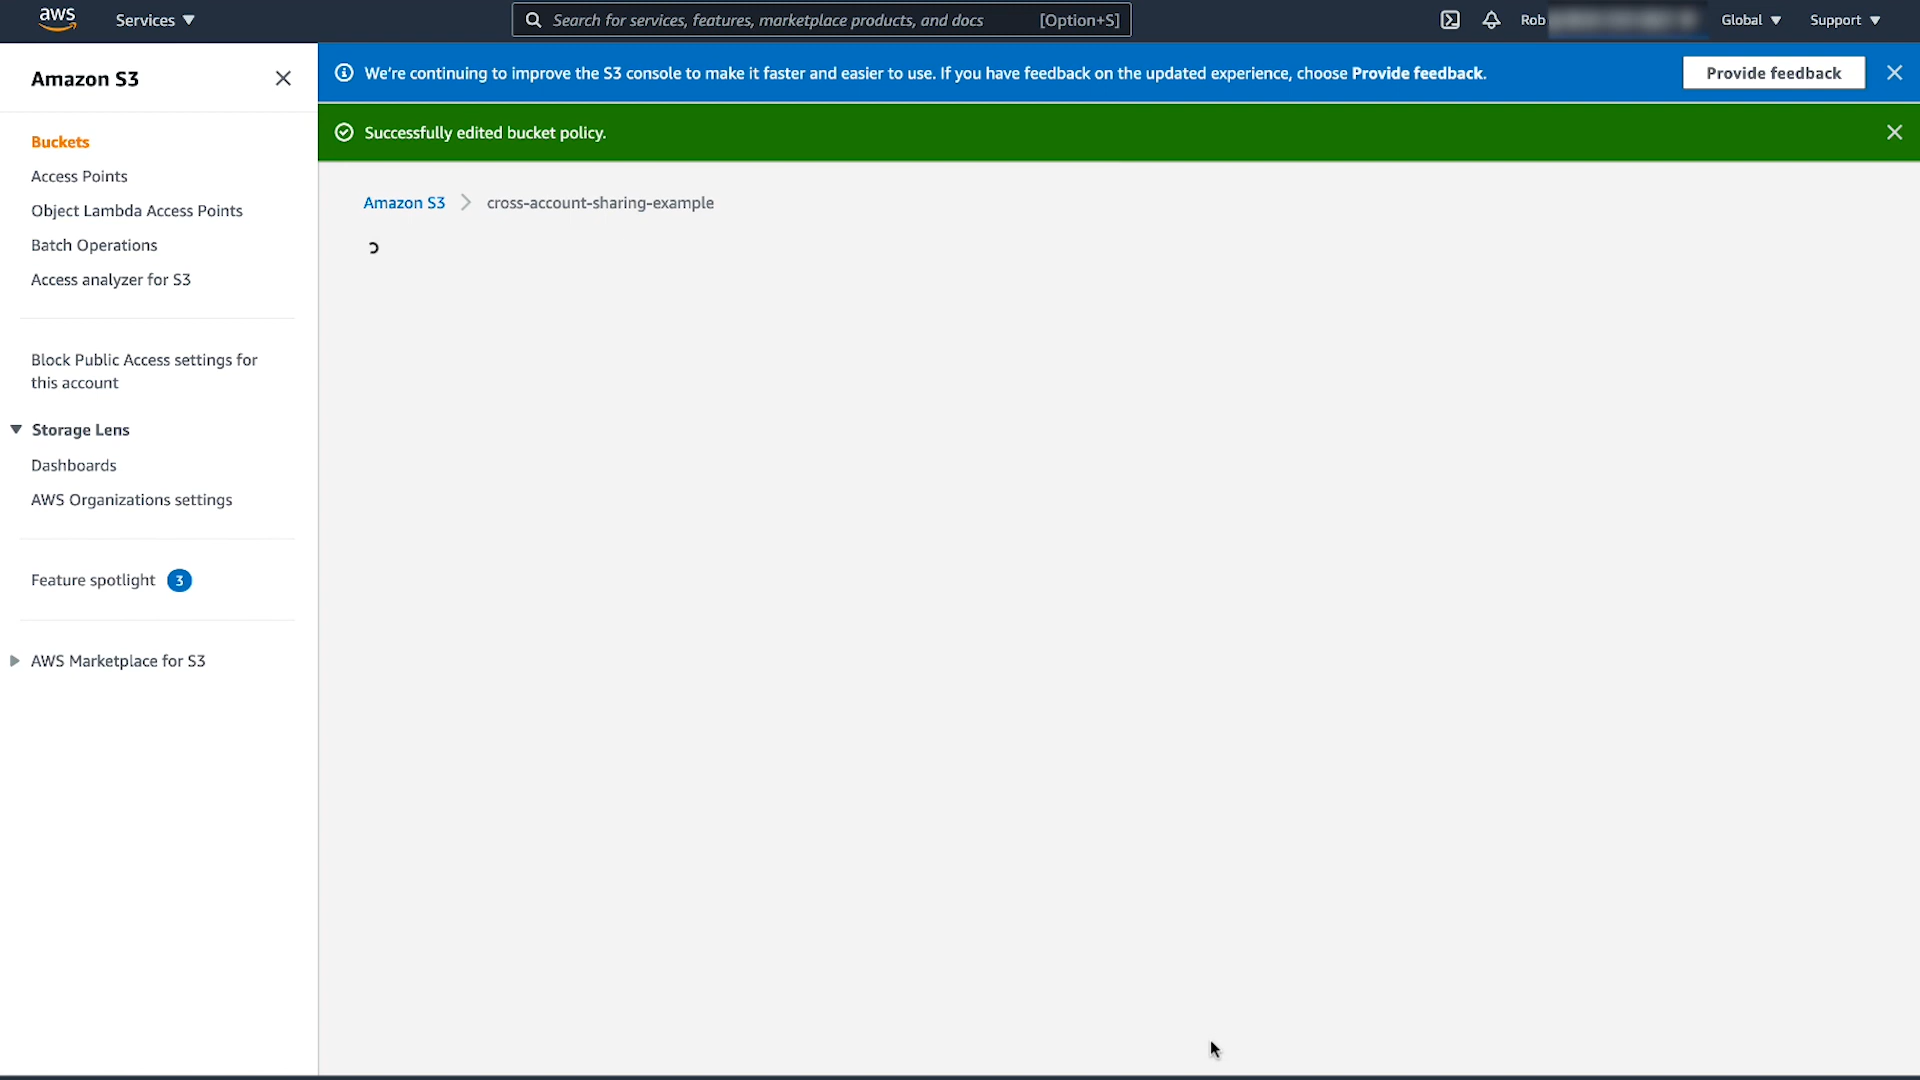 aws
Services
Search for services, features, marketplace products, and docs
[Option+S]
Rob
Global
Support
Amazon S3
We're continuing to improve the S3 console to make it faster and easier to use. If you have feedback on the updated experience, choose Provide feedback.
Provide feedback
Successfully edited bucket policy.
Buckets
Access Points
Object Lambda Access Points
Batch Operations
Access analyzer for S3
Block Public Access settings for
this account
Storage Lens
Dashboards
AWS Organizations settings
Feature spotlight 3
AWS Marketplace for S3
Amazon S3
cross-account-sharing-example